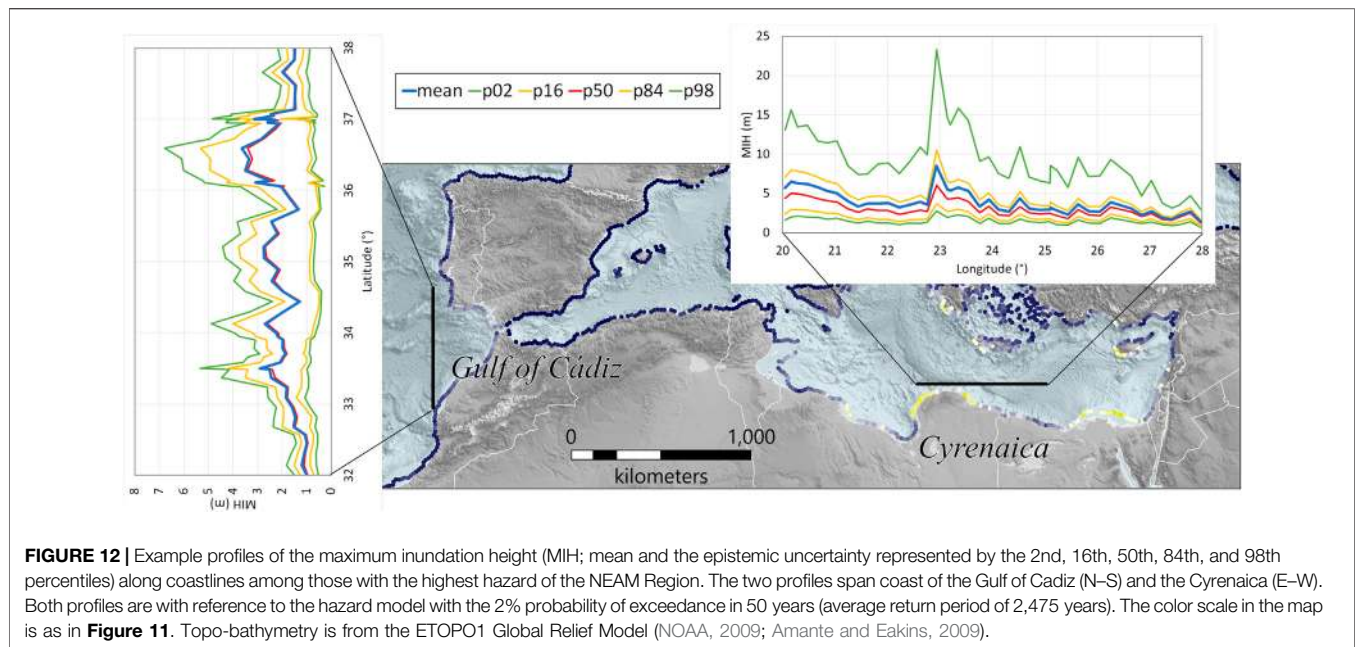 38
37
36
35
34
33
32
Latitude (°)
8 7 6 5 4 3 2 1 0
MIH (m)
mean p02 p16 p50 p84 p98
25
20
15
10
5
0
MIH (m)
20 21 22 23 24 25 26 27 28
Longitude (°)
Gulf of Cádiz
Cyrenaica
0 1,000
kilometers
FIGURE 12 | Example profiles of the maximum inundation height (MIH; mean and the epistemic uncertainty represented by the 2nd, 16th, 50th, 84th, and 98th
percentiles) along coastlines among those with the highest hazard of the NEAM Region. The two profiles span coast of the Gulf of Cadiz (N–S) and the Cyrenaica (E–W).
Both profiles are with reference to the hazard model with the 2% probability of exceedance in 50 years (average return period of 2,475 years). The color scale in the map
is as in Figure 11. Topo-bathymetry is from the ETOPO1 Global Relief Model (NOAA, 2009; Amante and Eakins, 2009).